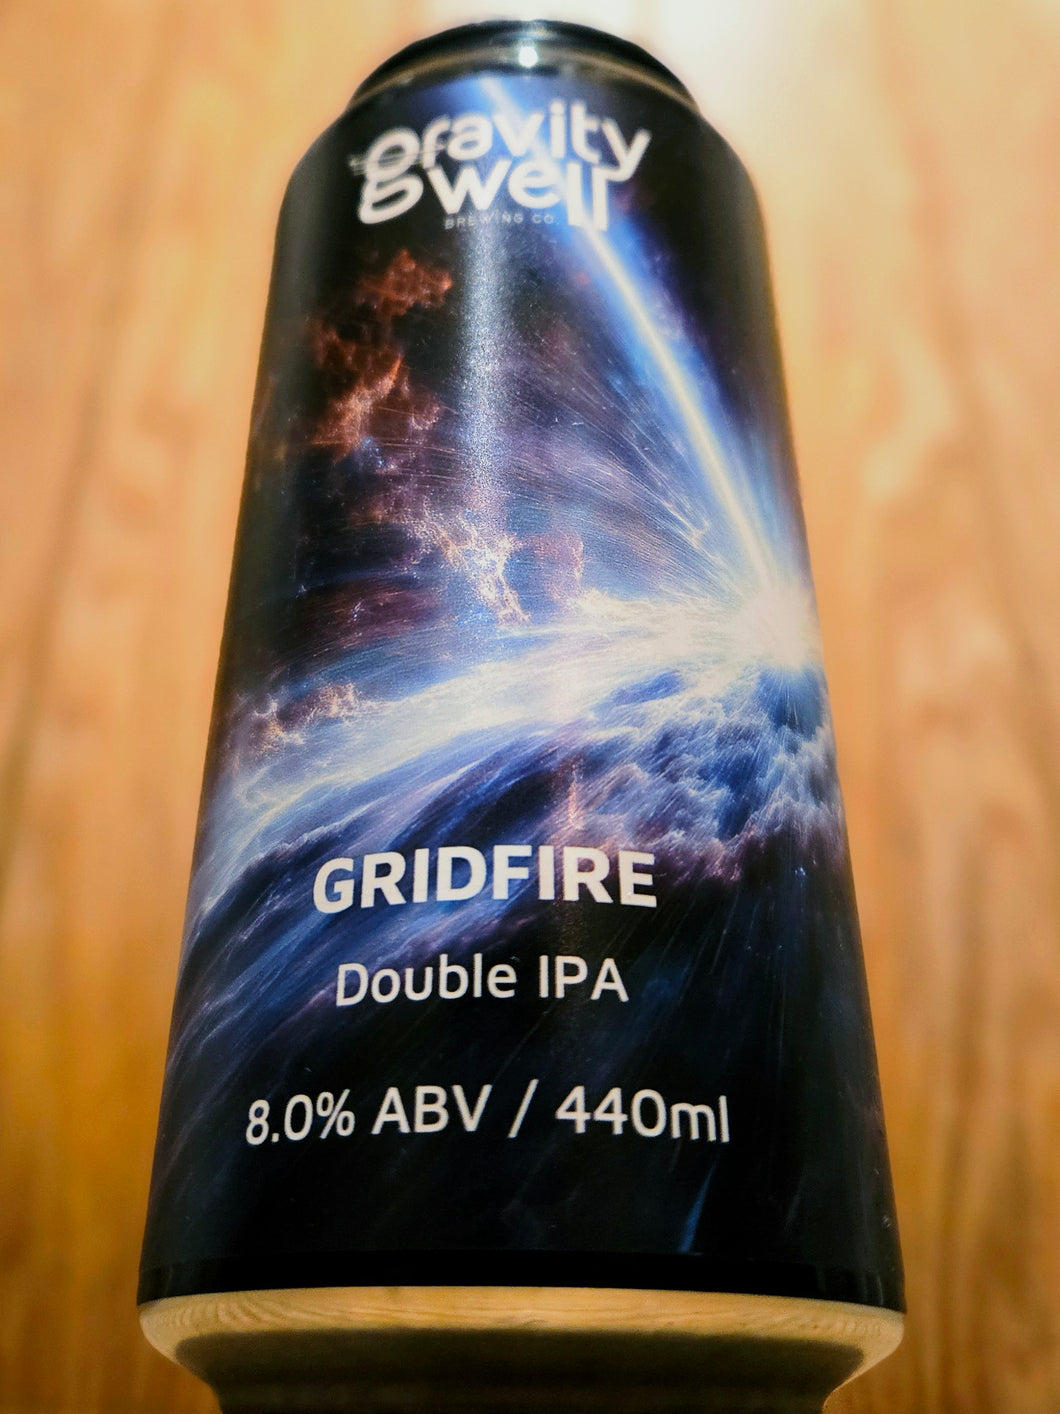 gravity
well
BREWING CO.
GRIDFIRE
Double IPA
8.0% ABV / 440ml